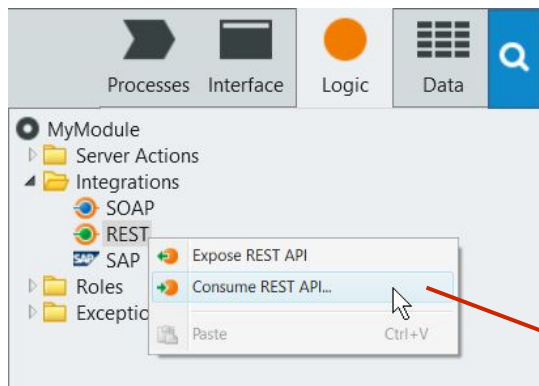 Processes Interface Logic Data
MyModule
Server Actions
Integrations
SOAP
REST
Expose REST API
SAP SAP
Consume REST API...
Roles
Exceptio
Paste Ctrl+V